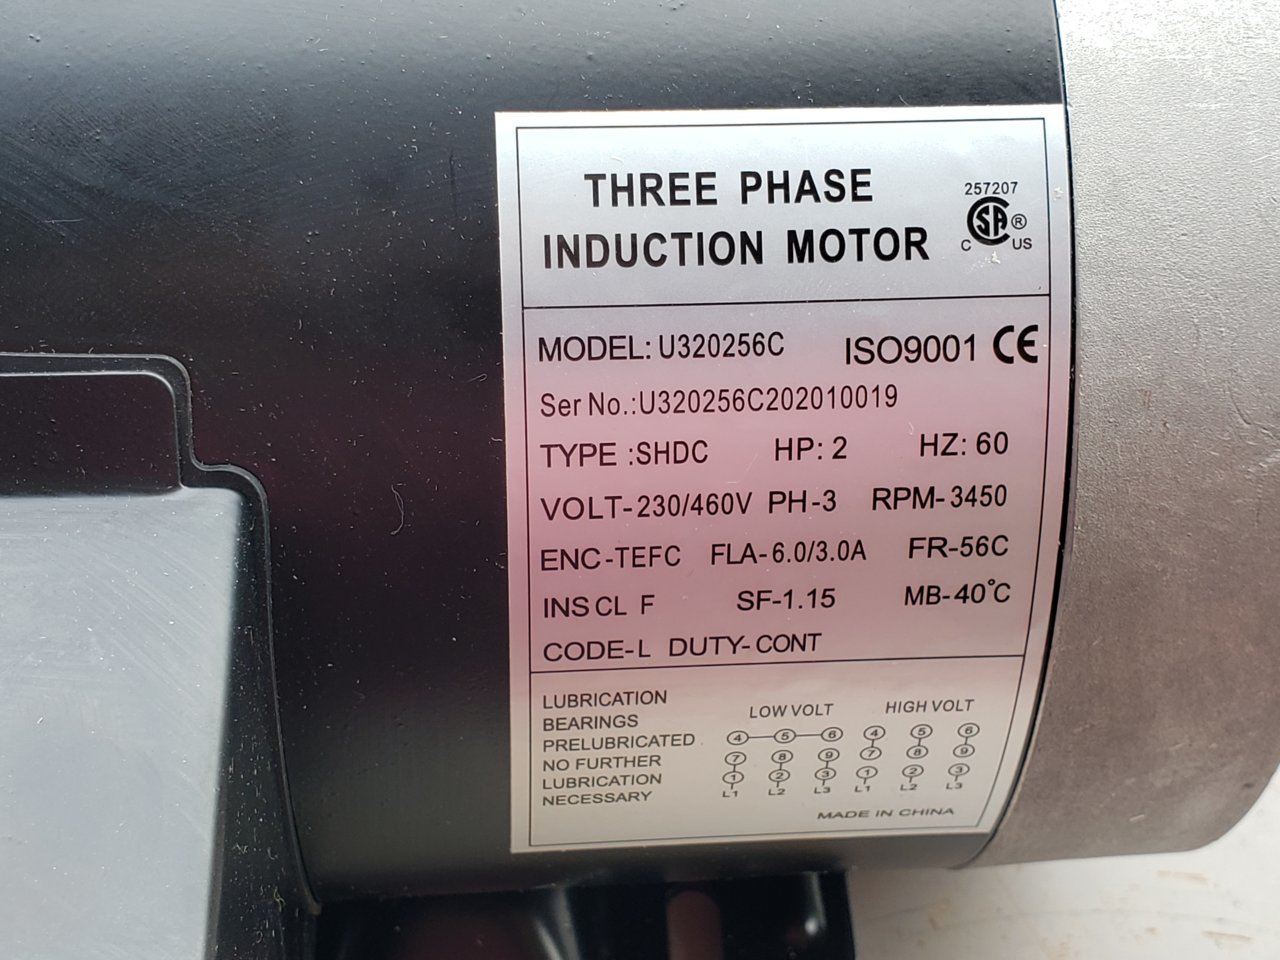 THREE PHASE
INDUCTION MOTOR
257207
SA ®
C US
MODEL: U320256C ISO9001 CE
Ser No.:U320256C202010019
TYPE :SHDC HP: 2 HZ: 60
VOLT-230/460V PH-3 RPM-3450
ENC-TEFC FLA-6.0/3.0A FR-56C
INS CL F SF-1.15 MB-40°C
CODE-L DUTY-CONT
LUBRICATION
BEARINGS
PRELUBRICATED
NO FURTHER
LUBRICATION
NECESSARY
LOW VOLT HIGH VOLT
4 5 6 4 5 6
7 8 9 7 8 9
1 2 3 1 2 3
L1 L2 L3 L1 L2 L3
MADE IN CHINA